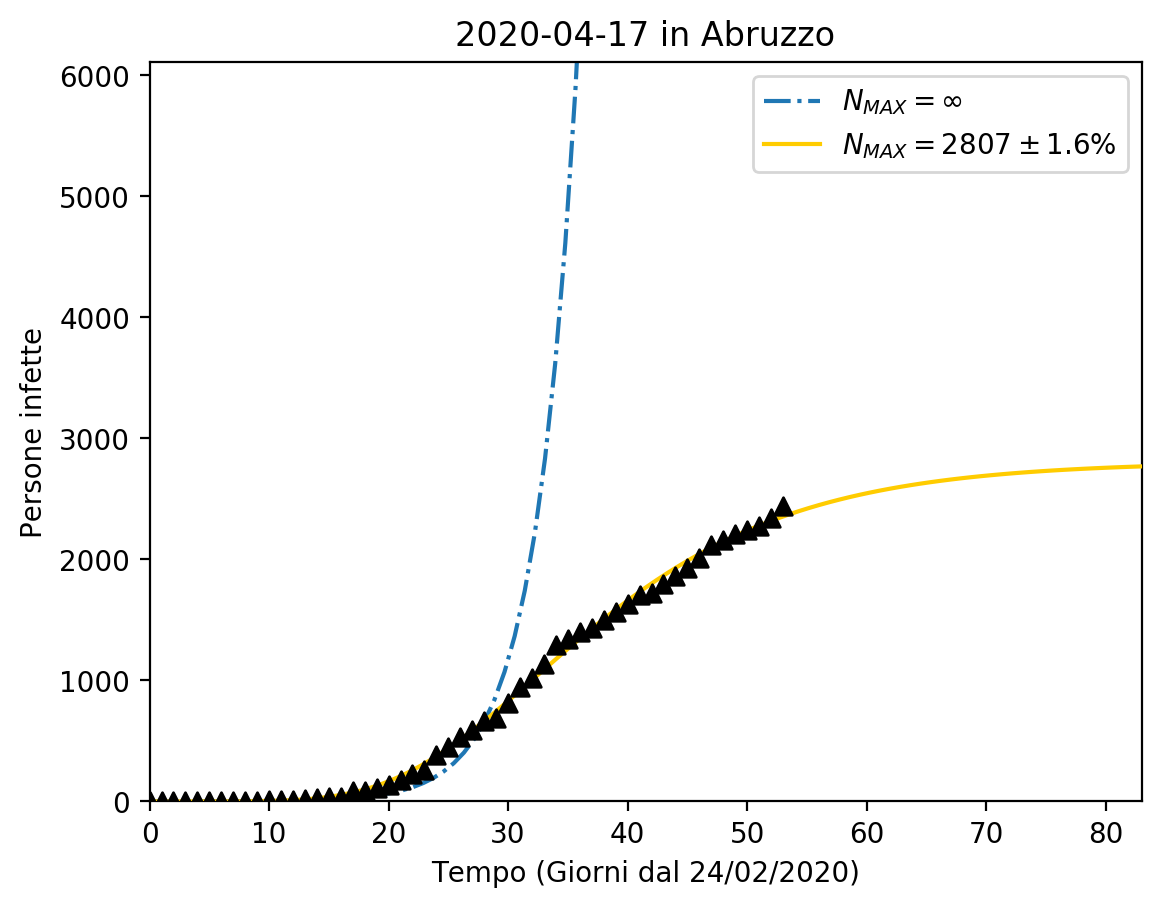 2020-04-17 in Abruzzo
6000
5000
4000
3000
2000
1000
0
Persone infette
N_MAX = ∞
N_MAX = 2807 ± 1.6%
0 10 20 30 40 50 60 70 80
Tempo (Giorni dal 24/02/2020)